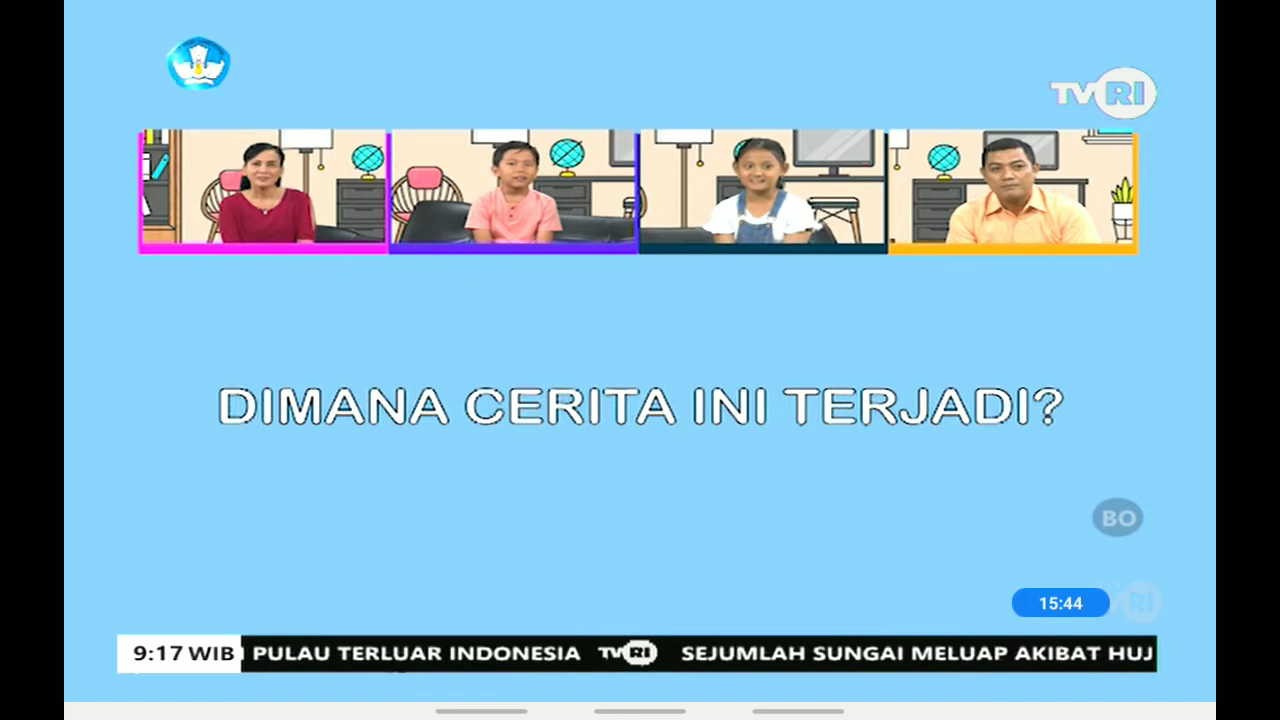 TVRI
DIMANA CERITA INI TERJADI?
BO
15:44
RI
9:17 WIB PULAU TERLUAR INDONESIA TVRI SEJUMLAH SUNGAI MELUAP AKIBAT HUJ